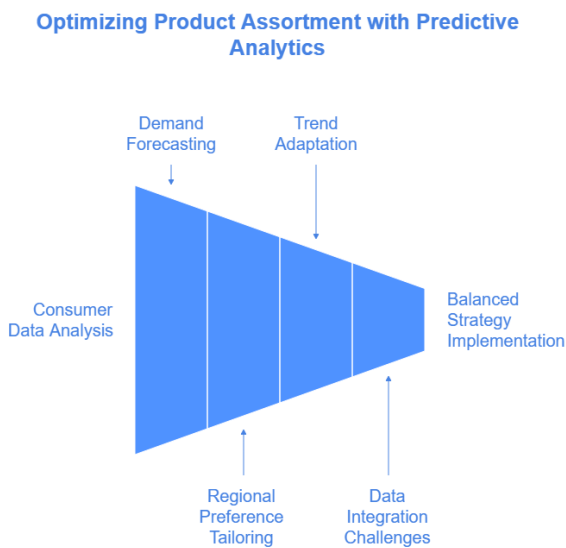 Optimizing Product Assortment with Predictive
Analytics
Demand
Forecasting
Trend
Adaptation
Consumer
Data Analysis
Balanced
Strategy
Implementation
Regional
Preference
Tailoring
Data
Integration
Challenges